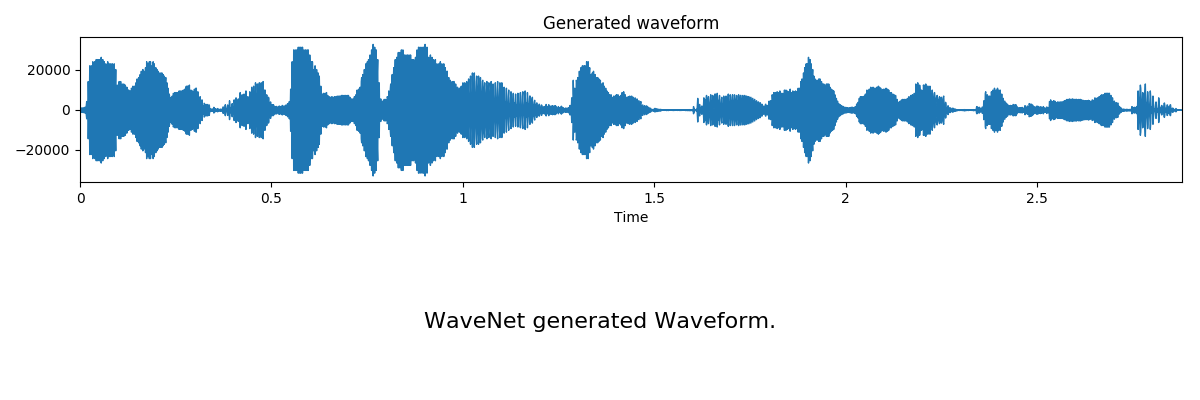 Generated waveform
20000
0
−20000
0 0.5 1 1.5 2 2.5
Time
WaveNet generated Waveform.